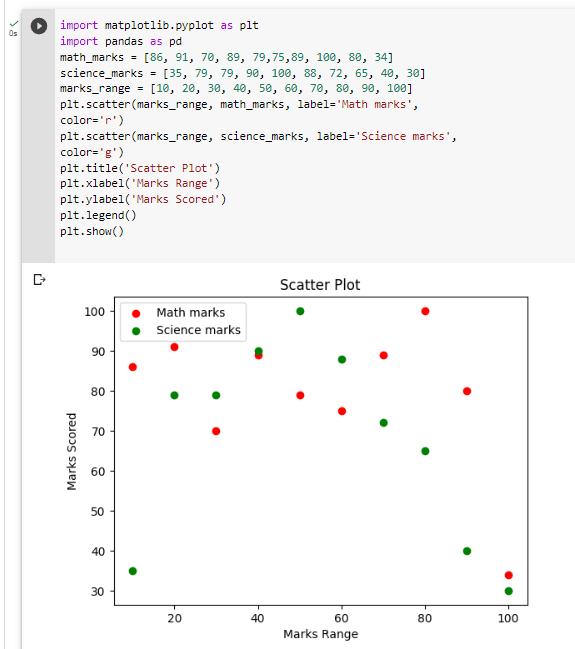 0s
import matplotlib.pyplot as plt
import pandas as pd
math_marks = [86, 91, 70, 89, 79,75,89, 100, 80, 34]
science_marks = [35, 79, 79, 90, 100, 88, 72, 65, 40, 30]
marks_range = [10, 20, 30, 40, 50, 60, 70, 80, 90, 100]
plt.scatter(marks_range, math_marks, label='Math marks',
color='r')
plt.scatter(marks_range, science_marks, label='Science marks',
color='g')
plt.title('Scatter Plot')
plt.xlabel('Marks Range')
plt.ylabel('Marks Scored')
plt.legend()
plt.show()
Scatter Plot
Math marks
Science marks
100
90
80
70
60
50
40
30
Marks Scored
20 40 60 80 100
Marks Range